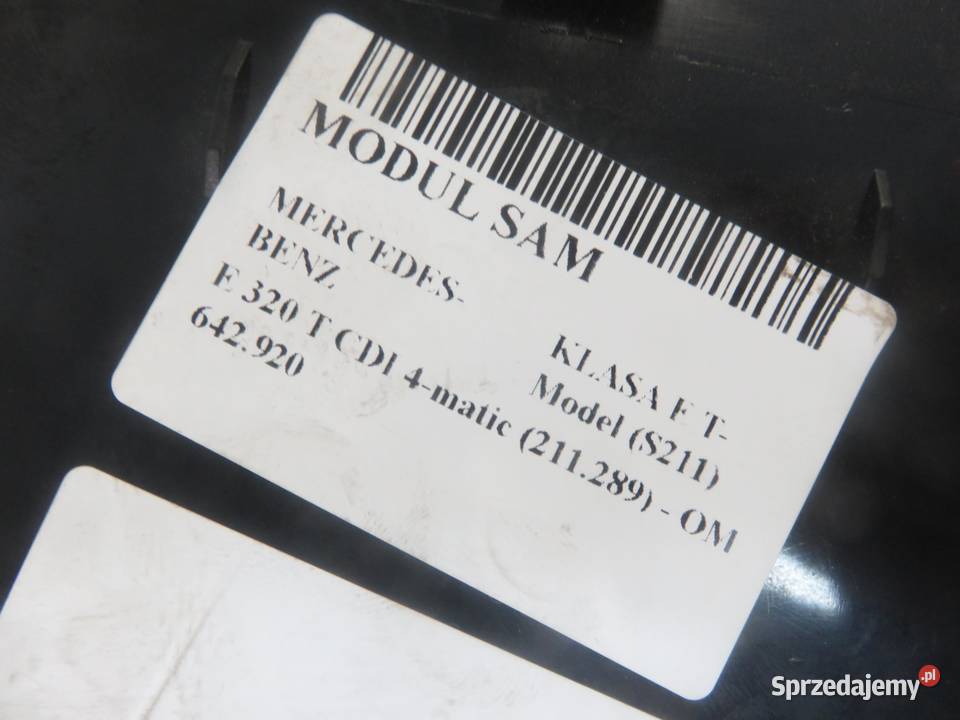 MODUL SAM
MERCEDES-
BENZ
KLASA E T-
Model (S211)
E 320 T CDI 4-matic (211.289) - OM
642.920
Sprzedajemy.pl